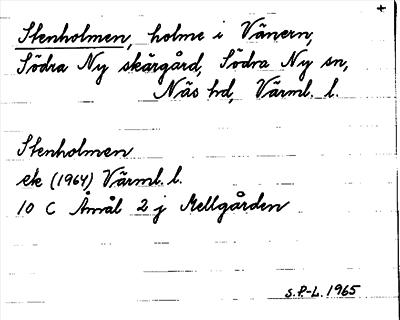 +
Stenholmen, holme i Vänern,
Södra Ny skärgård, Södra Ny sn,
Näs hd, Värml. l.
Stenholmen
ek (1964) Värml. l.
10 C Åmål 2 j Mellgården
S.P-L. 1965